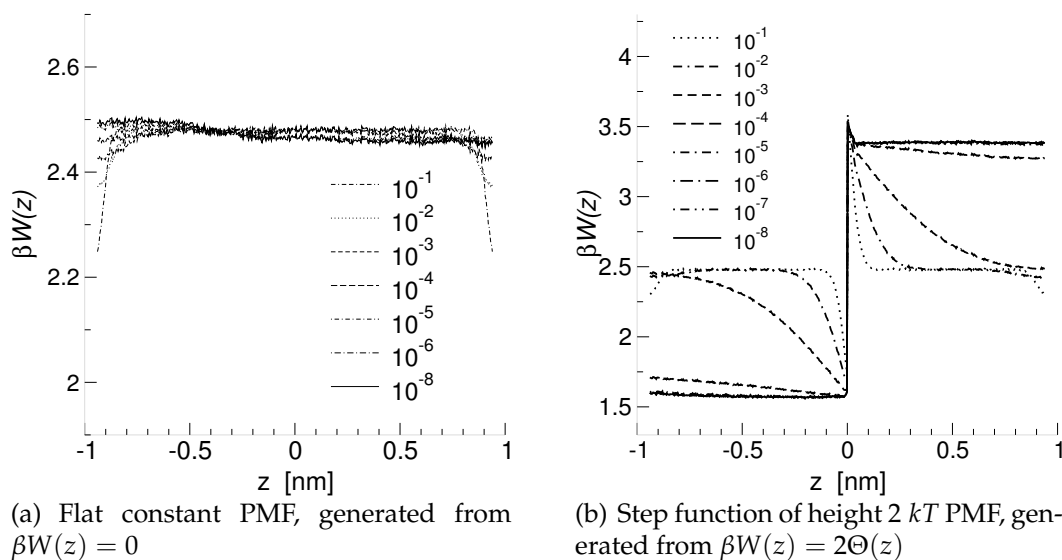 2.6
2.4
2.2
2
βW(z)
10-1
10-2
10-3
10-4
10-5
10-6
10-8
-1 -0.5 0 0.5 1
z [nm]
(a) Flat constant PMF, generated from
βW(z) = 0
4
3.5
3
2.5
2
1.5
βW(z)
10-1
10-2
10-3
10-4
10-5
10-6
10-7
10-8
-1 -0.5 0 0.5 1
z [nm]
(b) Step function of height 2 kT PMF, gen-
erated from βW(z) = 2Θ(z)